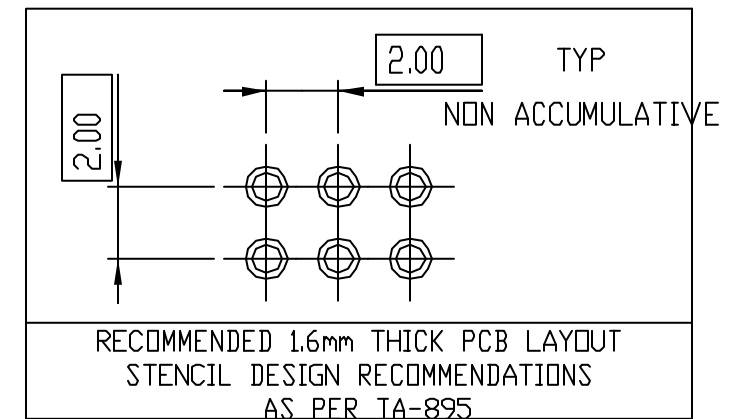 2.00 TYP
NON ACCUMULATIVE
2.00
RECOMMENDED 1.6mm THICK PCB LAYOUT
STENCIL DESIGN RECOMMENDATIONS
AS PER TA-895